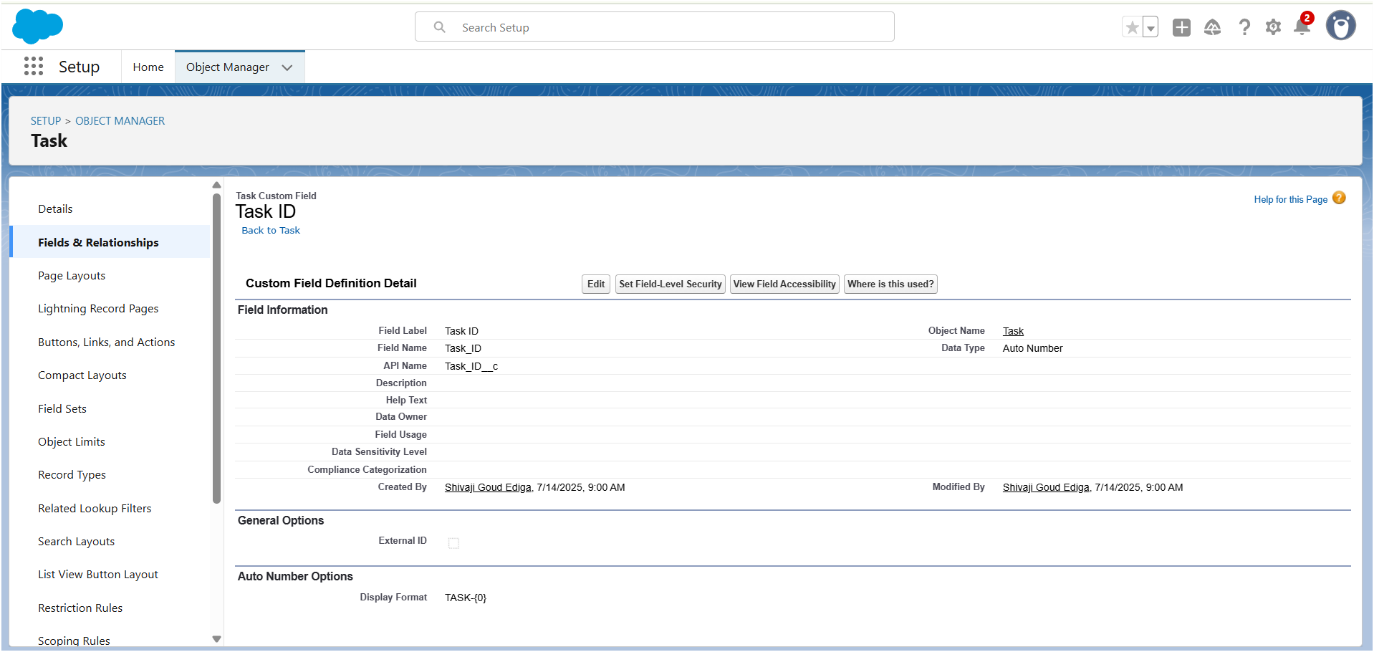 Search Setup
2
Setup
Home
Object Manager
SETUP > OBJECT MANAGER
Task
Details
Fields & Relationships
Page Layouts
Lightning Record Pages
Buttons, Links, and Actions
Compact Layouts
Field Sets
Object Limits
Record Types
Related Lookup Filters
Search Layouts
List View Button Layout
Restriction Rules
Scoping Rules
Task Custom Field
Task ID
Back to Task
Help for this Page ?
Custom Field Definition Detail
Edit Set Field-Level Security View Field Accessibility Where is this used?
Field Information
Field Label Task ID Object Name Task
Field Name Task_ID Data Type Auto Number
API Name Task_ID__c
Description
Help Text
Data Owner
Field Usage
Data Sensitivity Level
Compliance Categorization
Created By Shivaji Goud Ediga, 7/14/2025, 9:00 AM Modified By Shivaji Goud Ediga, 7/14/2025, 9:00 AM
General Options
External ID
Auto Number Options
Display Format TASK-{0}